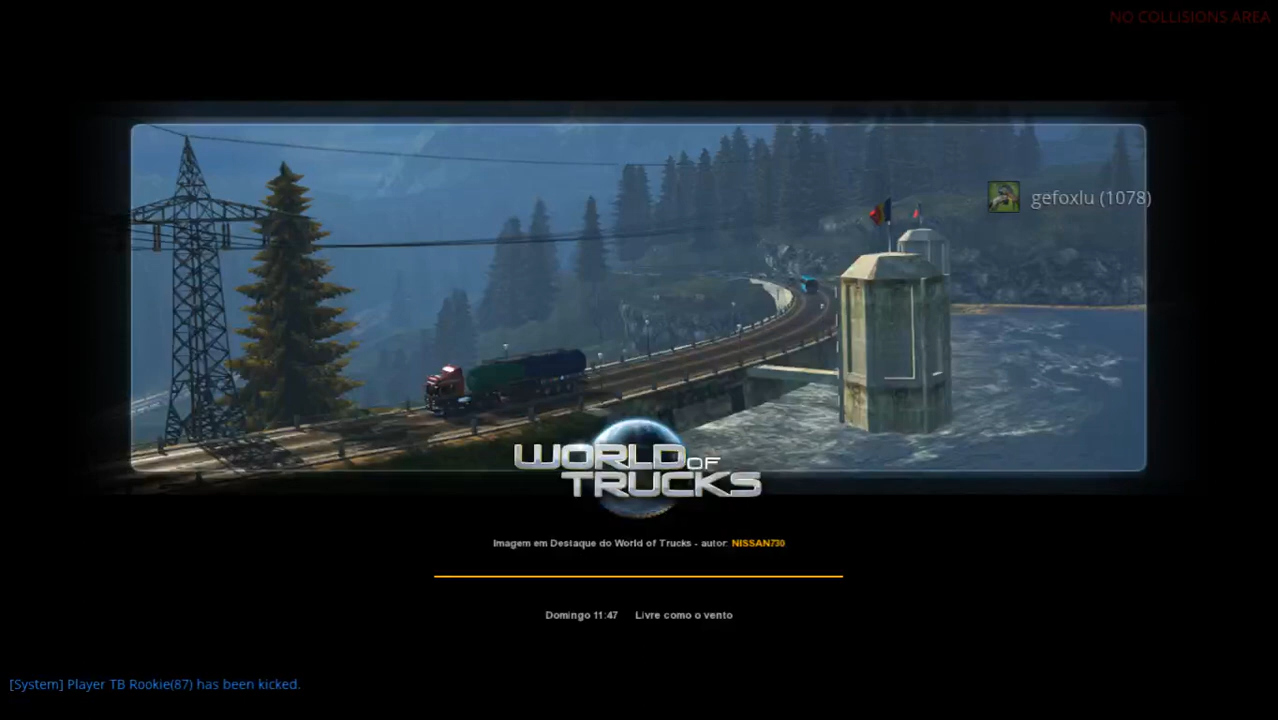 NO COLLISIONS AREA
gefoxlu (1078)
WORLD OF
TRUCKS
Imagem em Destaque do World of Trucks - autor: NISSAN730
Domingo 11:47 Livre como o vento
[System] Player TB Rookie(87) has been kicked.